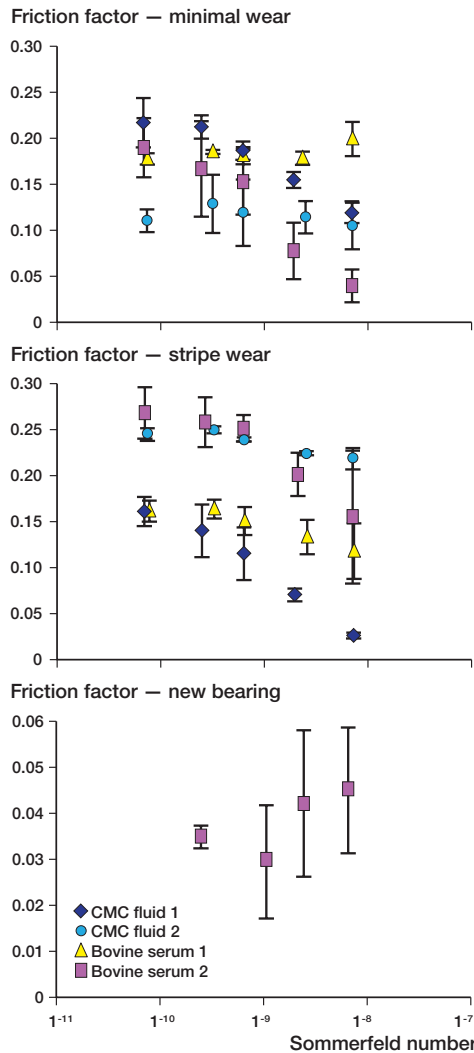 Friction factor — minimal wear
0.30
0.25
0.20
0.15
0.10
0.05
0
Friction factor — stripe wear
0.30
0.25
0.20
0.15
0.10
0.05
0
Friction factor — new bearing
0.06
0.05
0.04
0.03
0.02
0.01
0
CMC fluid 1
CMC fluid 2
Bovine serum 1
Bovine serum 2
1⁻¹¹ 1⁻¹⁰ 1⁻⁹ 1⁻⁸ 1⁻⁷
Sommerfeld number